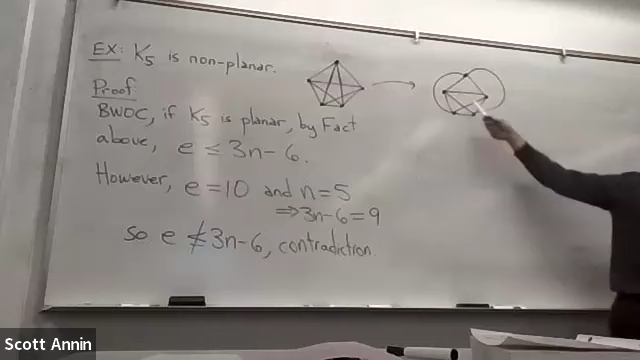 EX: K5 is non-planar.
Proof
BWOC, if K5 is planar, by Fact
above, e ≤ 3n-6.
However, e = 10 and n=5
⇒ 3n-6=9
so e ≰ 3n-6, contradiction.
Scott Annin